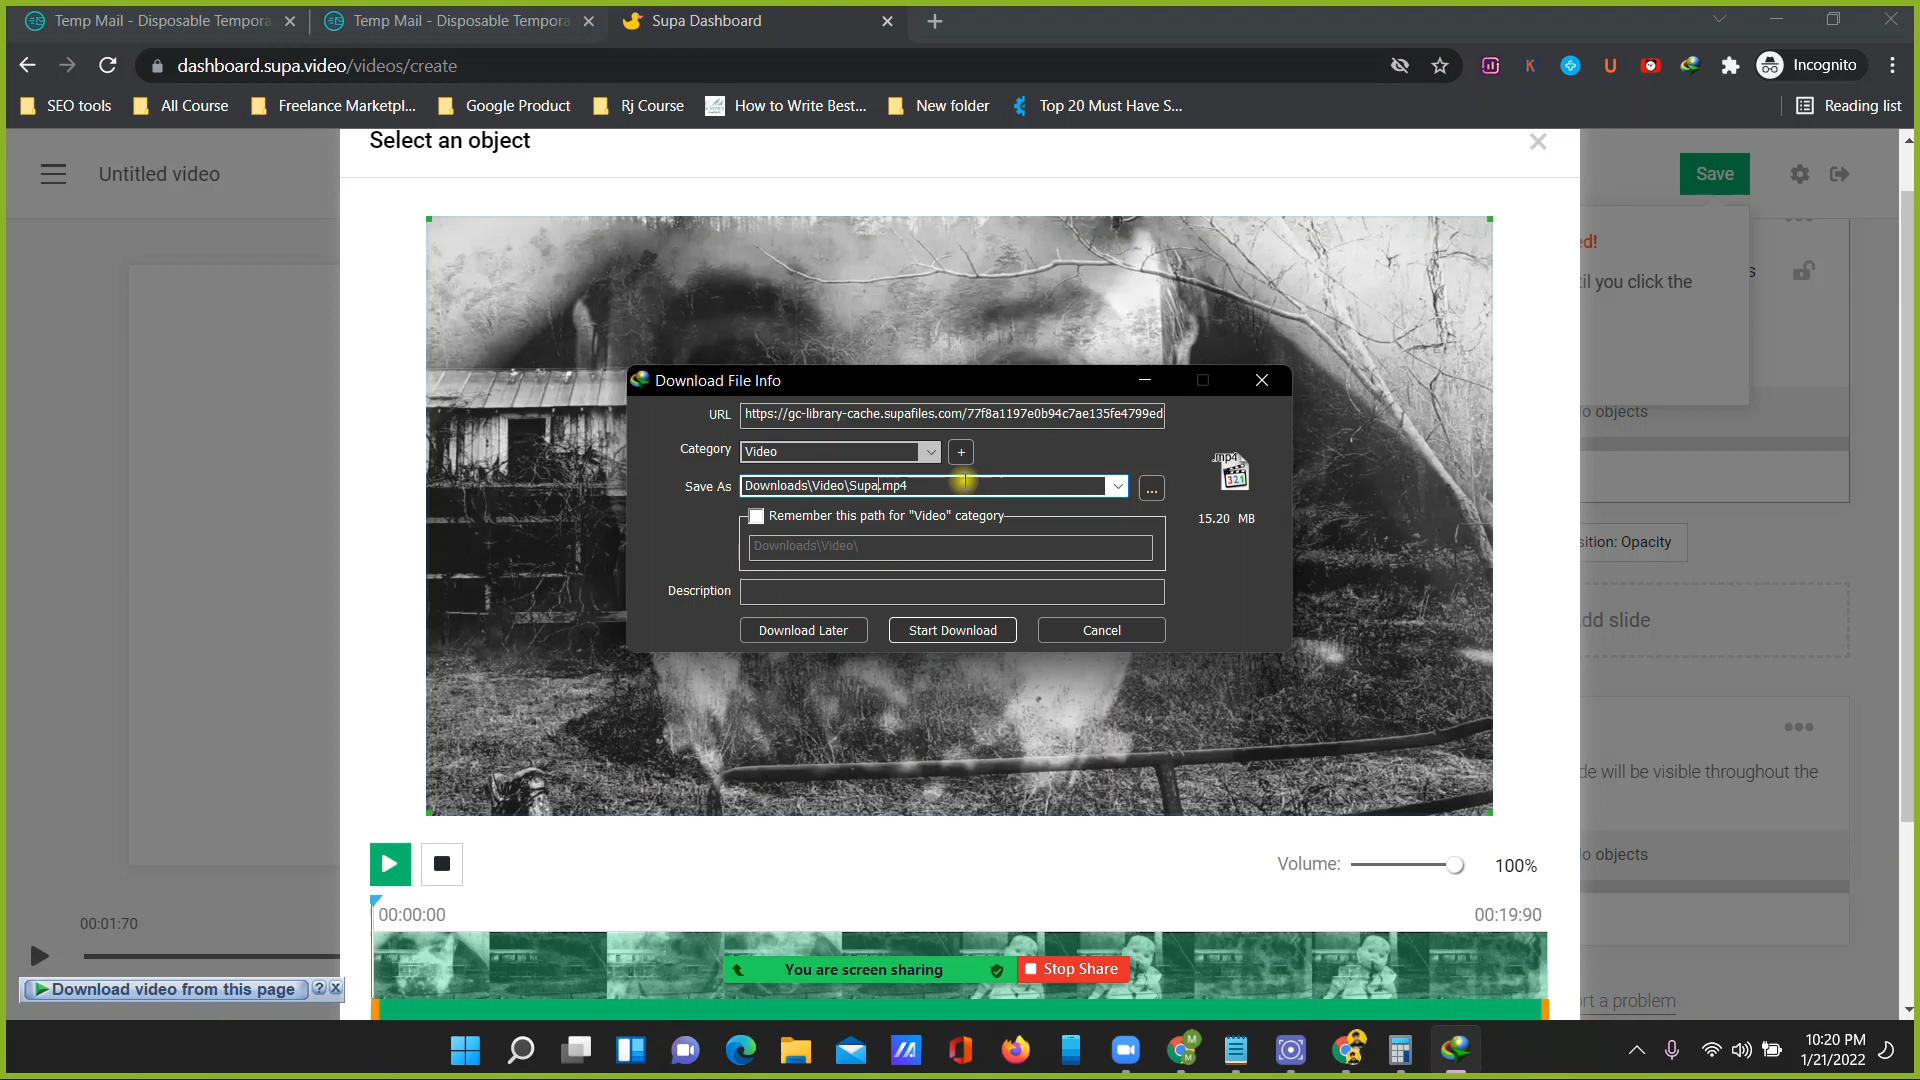 Temp Mail - Disposable Tempora
Temp Mail - Disposable Tempora
Supa Dashboard
dashboard.supa.video/videos/create
Incognito
SEO tools
All Course
Freelance Marketpl...
Google Product
Rj Course
How to Write Best...
New folder
Top 20 Must Have S...
Reading list
Select an object
Untitled video
Save
ed!
til you click the
s
Download File Info
URL
https://gc-library-cache.supafiles.com/77f8a1197e0b94c7ae135fe4799ed
Category
Video
+
Save As
Downloads\Video\Supa.mp4
...
.mp4
321
Remember this path for "Video" category
15.20 MB
Downloads\Video\
Description
Download Later
Start Download
Cancel
o objects
sition: Opacity
dd slide
de will be visible throughout the
o objects
Volume:
100%
00:01:70
00:00:00
00:19:90
You are screen sharing
Stop Share
Download video from this page
?
rt a problem
10:20 PM
1/21/2022